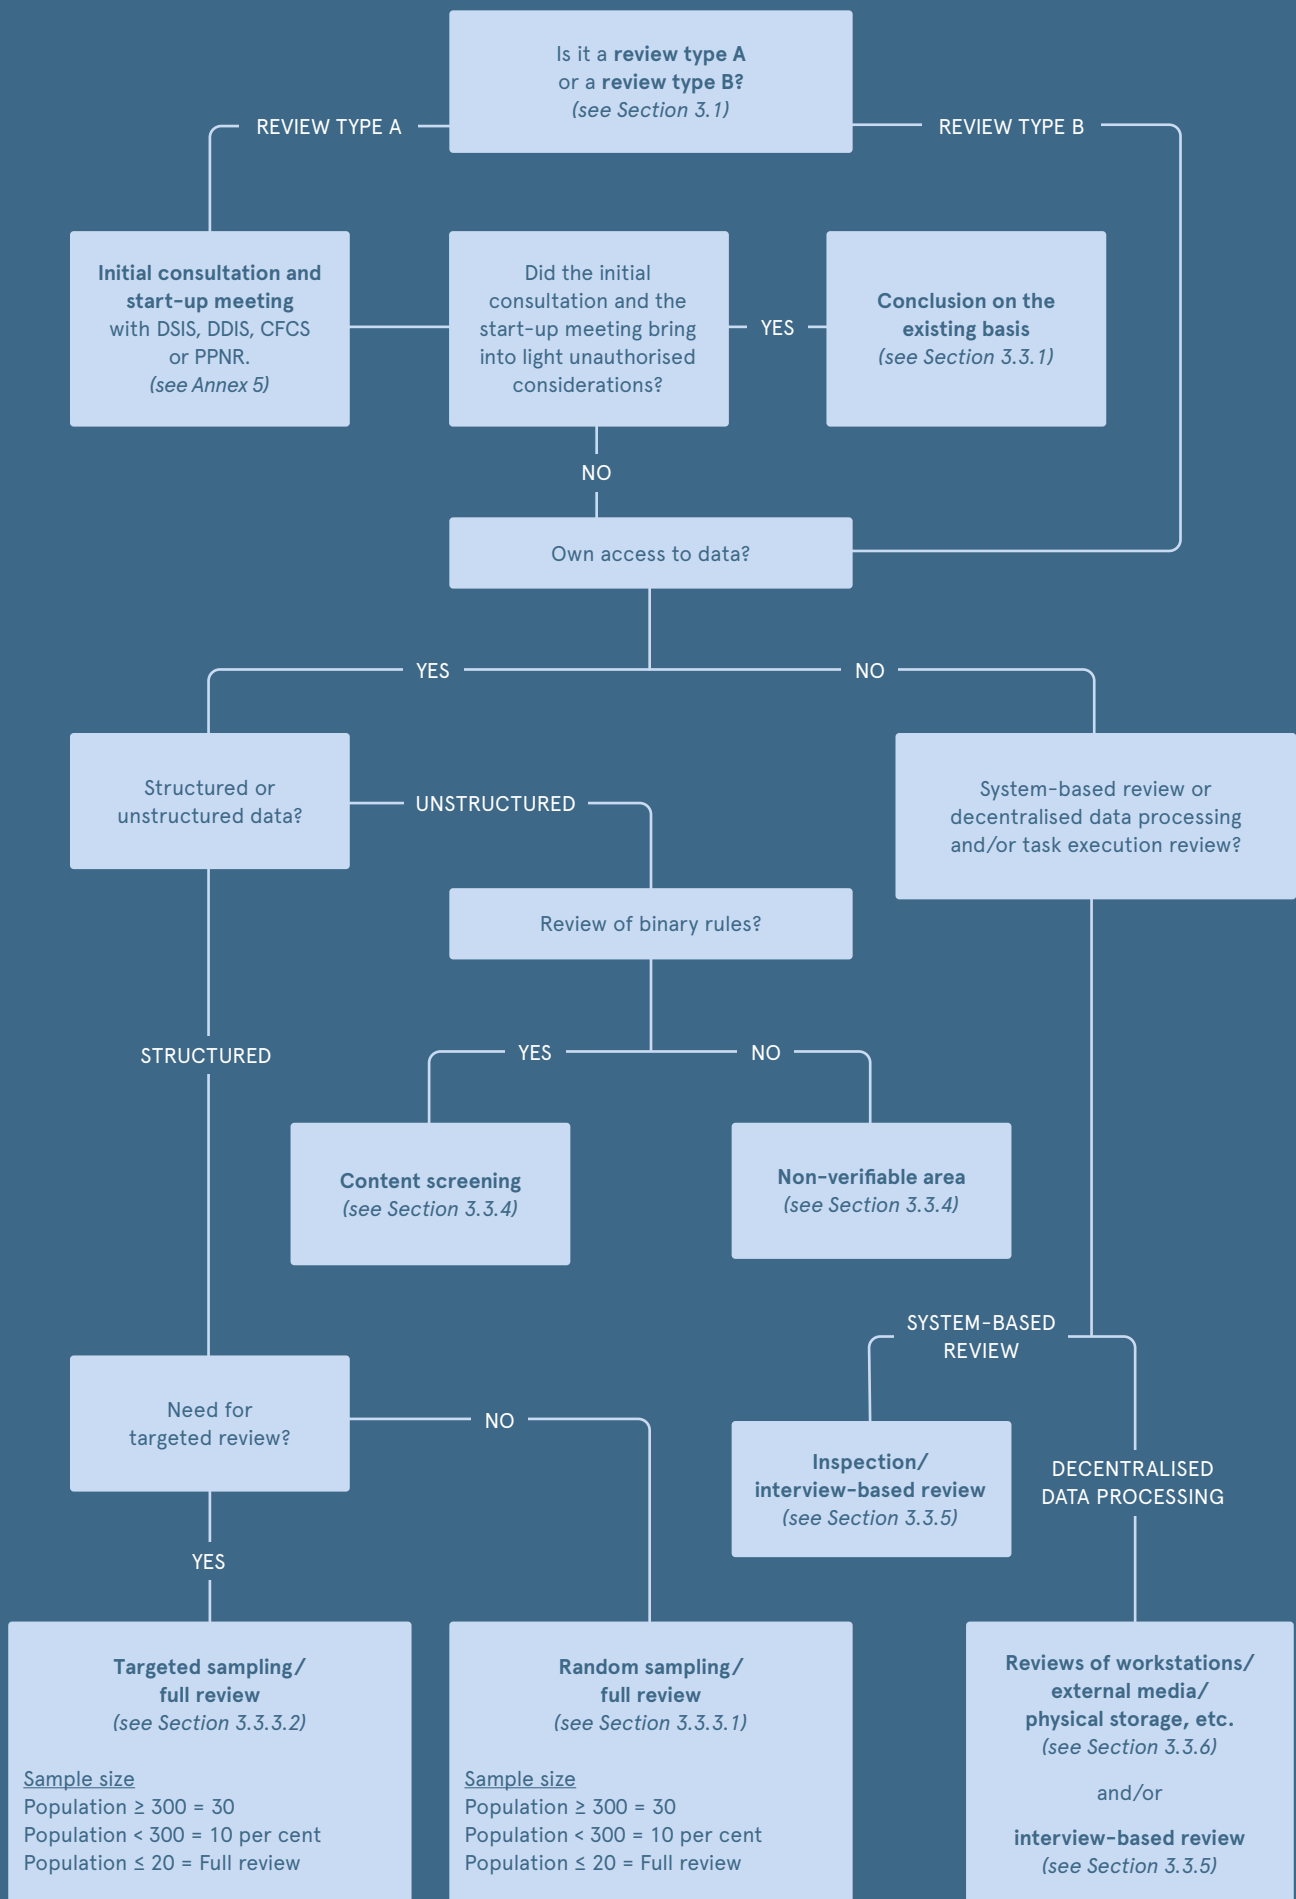 Is it a review type A
or a review type B?
(see Section 3.1)
REVIEW TYPE A
REVIEW TYPE B
Initial consultation and
start-up meeting
with DSIS, DDIS, CFCS
or PPNR.
(see Annex 5)
Did the initial
consultation and the
start-up meeting bring
into light unauthorised
considerations?
YES
Conclusion on the
existing basis
(see Section 3.3.1)
NO
Own access to data?
YES
NO
Structured or
unstructured data?
UNSTRUCTURED
System-based review or
decentralised data processing
and/or task execution review?
Review of binary rules?
STRUCTURED
YES
NO
Content screening
(see Section 3.3.4)
Non-verifiable area
(see Section 3.3.4)
SYSTEM-BASED
REVIEW
Need for
targeted review?
NO
Inspection/
interview-based review
(see Section 3.3.5)
DECENTRALISED
DATA PROCESSING
YES
Targeted sampling/
full review
(see Section 3.3.3.2)
Sample size
Population ≥ 300 = 30
Population < 300 = 10 per cent
Population ≤ 20 = Full review
Random sampling/
full review
(see Section 3.3.3.1)
Sample size
Population ≥ 300 = 30
Population < 300 = 10 per cent
Population ≤ 20 = Full review
Reviews of workstations/
external media/
physical storage, etc.
(see Section 3.3.6)
and/or
interview-based review
(see Section 3.3.5)